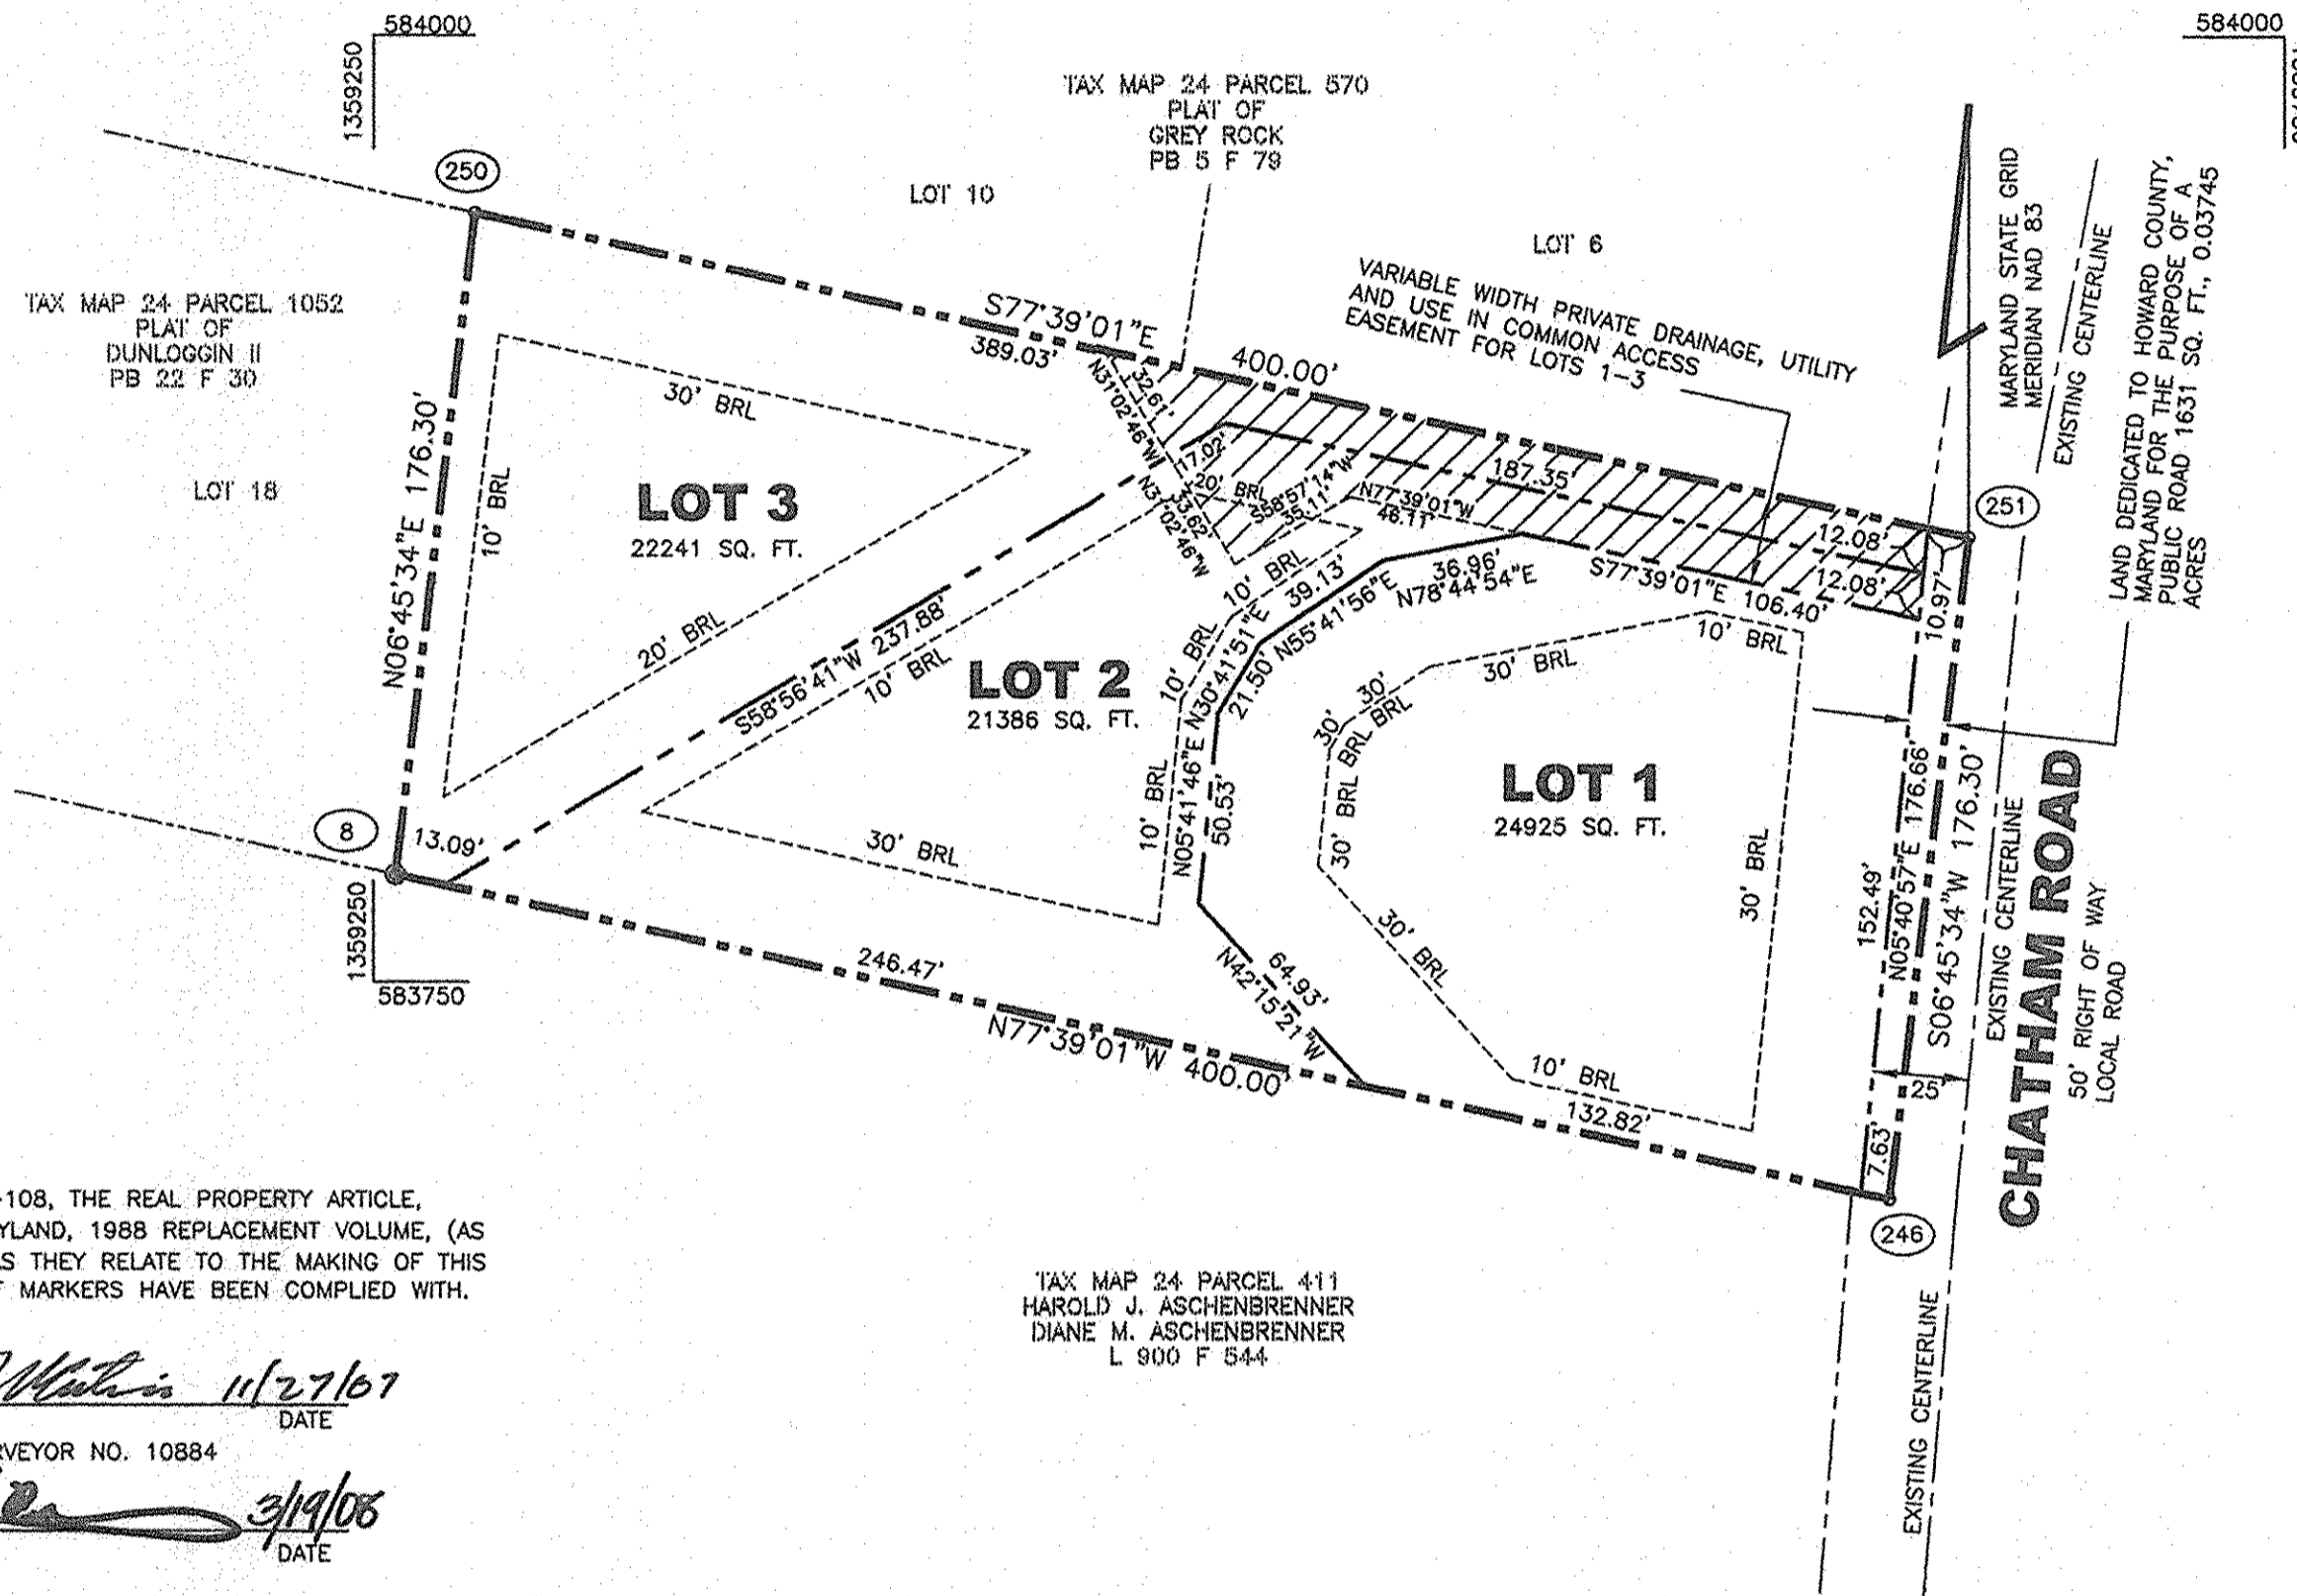 584000
1359250
584000
TAX MAP 24 PARCEL 570
PLAT OF
GREY ROCK
PB 5 F 79
250
LOT 10
LOT 6
VARIABLE WIDTH PRIVATE DRAINAGE, UTILITY
AND USE IN COMMON ACCESS
EASEMENT FOR LOTS 1-3
MARYLAND STATE GRID
MERIDIAN NAD 83
EXISTING CENTERLINE
LAND DEDICATED TO HOWARD COUNTY,
MARYLAND FOR THE PURPOSE OF A
PUBLIC ROAD 1631 SQ. FT., 0.03745
ACRES
TAX MAP 24 PARCEL 1052
PLAT OF
DUNLOGGIN II
PB 22 F 30
LOT 18
S77°39'01"E
389.03'
400.00'
N06°45'34"E 176.30'
30' BRL
10' BRL
LOT 3
22241 SQ. FT.
20' BRL
32.61'
N31°02'46"W
17.02'
33.62'
N31°02'46"W
20' BRL
S58°57'14"W
35.11'
N77°39'01"W
46.11'
187.35'
12.08'
12.08'
251
10.97'
S77°39'01"E 106.40'
36.96'
N78°44'54"E
39.13'
N55°41'56"E
10' BRL
10' BRL
N30°41'51"E
21.50'
S58°56'41"W 237.88'
10' BRL
LOT 2
21386 SQ. FT.
10' BRL
N05°41'46"E
50.53'
30' BRL
10' BRL
30' BRL
30'
BRL
30'
BRL
30' BRL
LOT 1
24925 SQ. FT.
30' BRL
30' BRL
10' BRL
64.93'
N42°15'21"W
8
13.09'
1359250
583750
246.47'
N77°39'01"W 400.00'
132.82'
152.49'
N05°40'57"E 176.66'
S06°45'34"W 176.30'
25'
7.63'
246
EXISTING CENTERLINE
CHATHAM ROAD
50' RIGHT OF WAY
LOCAL ROAD
EXISTING CENTERLINE
TAX MAP 24 PARCEL 411
HAROLD J. ASCHENBRENNER
DIANE M. ASCHENBRENNER
L 900 F 544
-108, THE REAL PROPERTY ARTICLE,
YLAND, 1988 REPLACEMENT VOLUME, (AS
AS THEY RELATE TO THE MAKING OF THIS
F MARKERS HAVE BEEN COMPLIED WITH.
11/27/07
DATE
RVEYOR NO. 10884
3/19/08
DATE